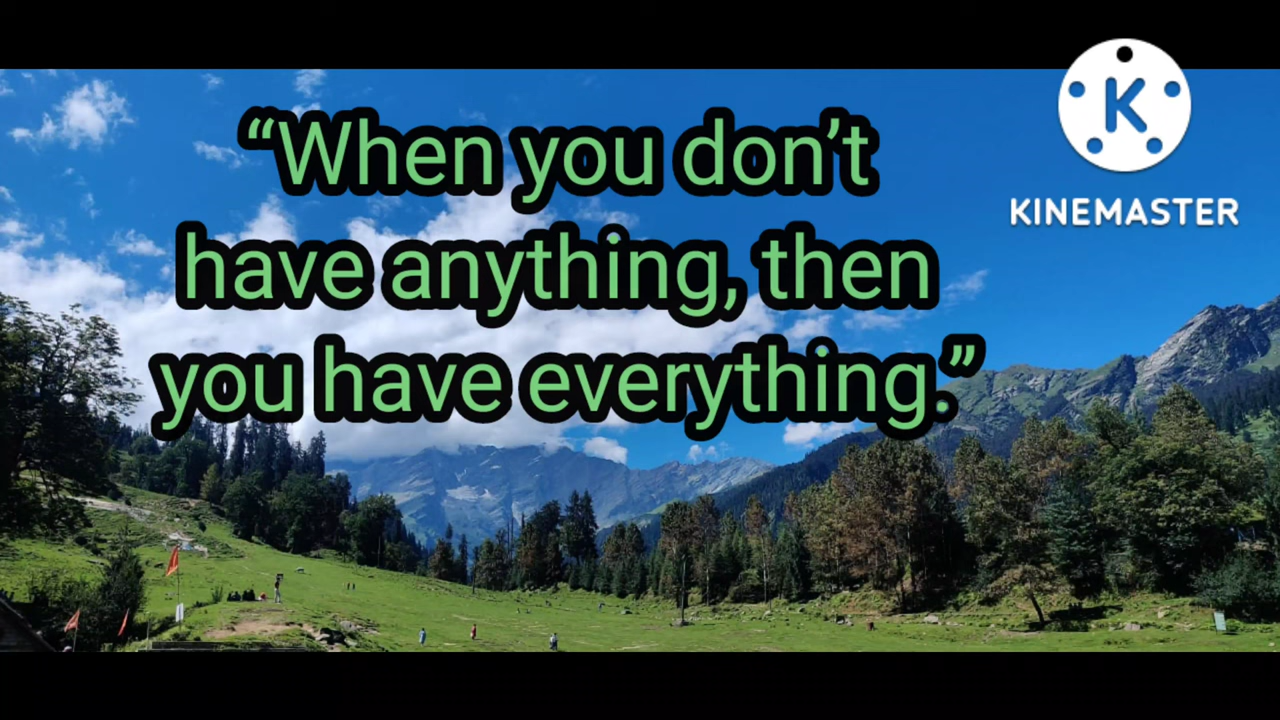 “When you don’t
have anything, then
you have everything.”
K
KINEMASTER